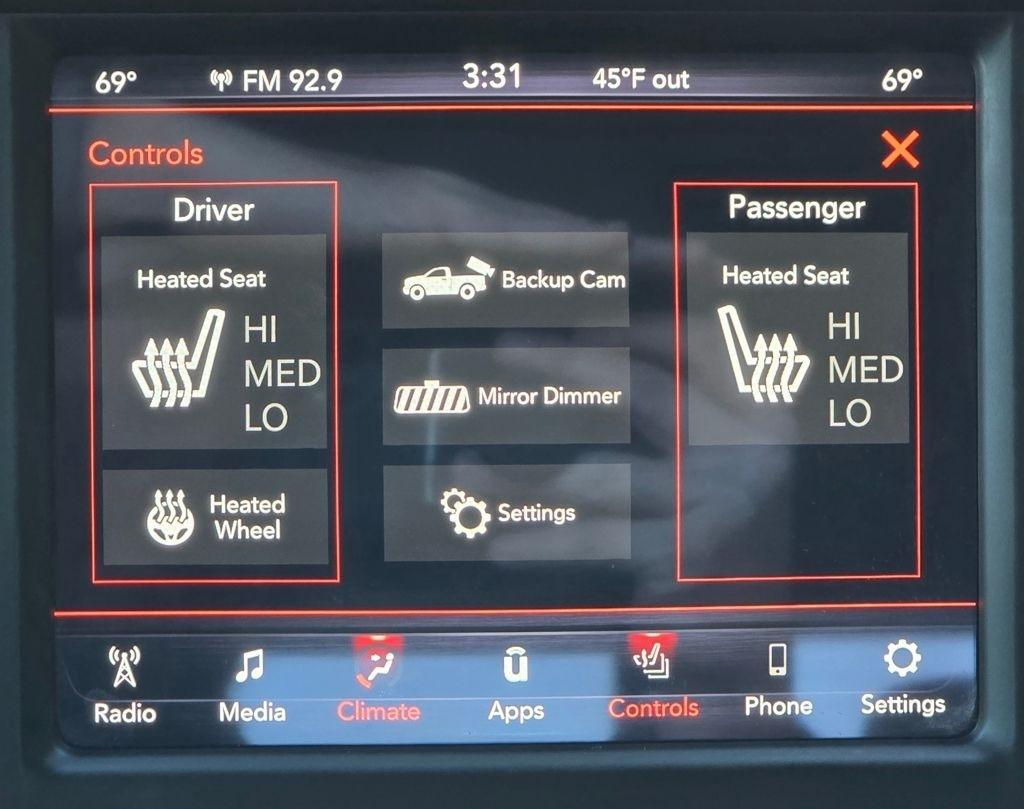 69° FM 92.9 3:31 45°F out 69°
Controls
Driver
Heated Seat
HI
MED
LO
Heated
Wheel
Backup Cam
Mirror Dimmer
Settings
Passenger
Heated Seat
HI
MED
LO
Radio Media Climate Apps Controls Phone Settings